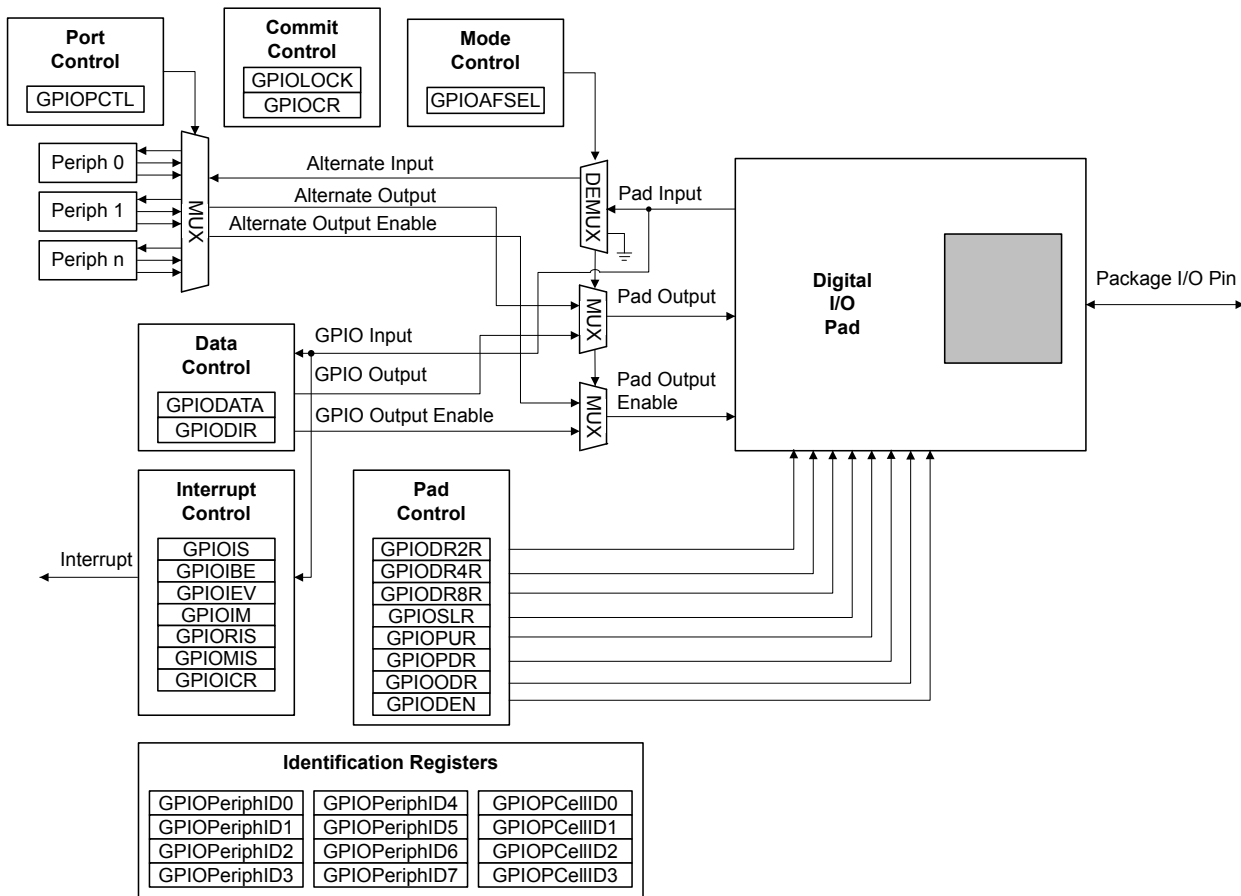 Port
Control
GPIOPCTL
Commit
Control
GPIOLOCK
GPIOCR
Mode
Control
GPIOAFSEL
Periph 0
Periph 1
Periph n
MUX
Alternate Input
Alternate Output
Alternate Output Enable
DEMUX
Pad Input
MUX
Pad Output
MUX
Pad Output
Enable
Digital
I/O
Pad
Package I/O Pin
Data
Control
GPIODATA
GPIODIR
GPIO Input
GPIO Output
GPIO Output Enable
Interrupt
Control
GPIOIS
GPIOIBE
GPIOIEV
GPIOIM
GPIORIS
GPIOMIS
GPIOICR
Interrupt
Pad
Control
GPIODR2R
GPIODR4R
GPIODR8R
GPIOSLR
GPIOPUR
GPIOPDR
GPIOODR
GPIODEN
Identification Registers
GPIOPeriphID0
GPIOPeriphID1
GPIOPeriphID2
GPIOPeriphID3
GPIOPeriphID4
GPIOPeriphID5
GPIOPeriphID6
GPIOPeriphID7
GPIOPCellID0
GPIOPCellID1
GPIOPCellID2
GPIOPCellID3